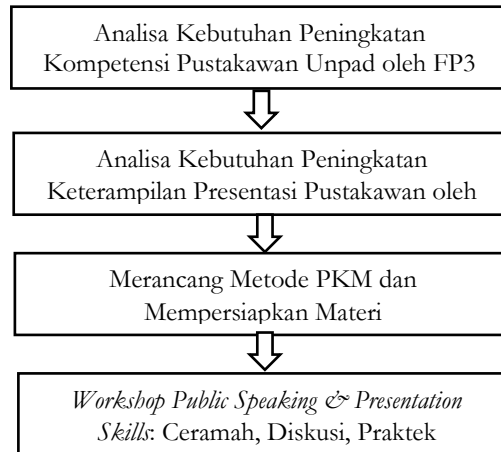 Analisa Kebutuhan Peningkatan
Kompetensi Pustakawan Unpad oleh FP3
Analisa Kebutuhan Peningkatan
Keterampilan Presentasi Pustakawan oleh
Merancang Metode PKM dan
Mempersiapkan Materi
Workshop Public Speaking & Presentation
Skills: Ceramah, Diskusi, Praktek